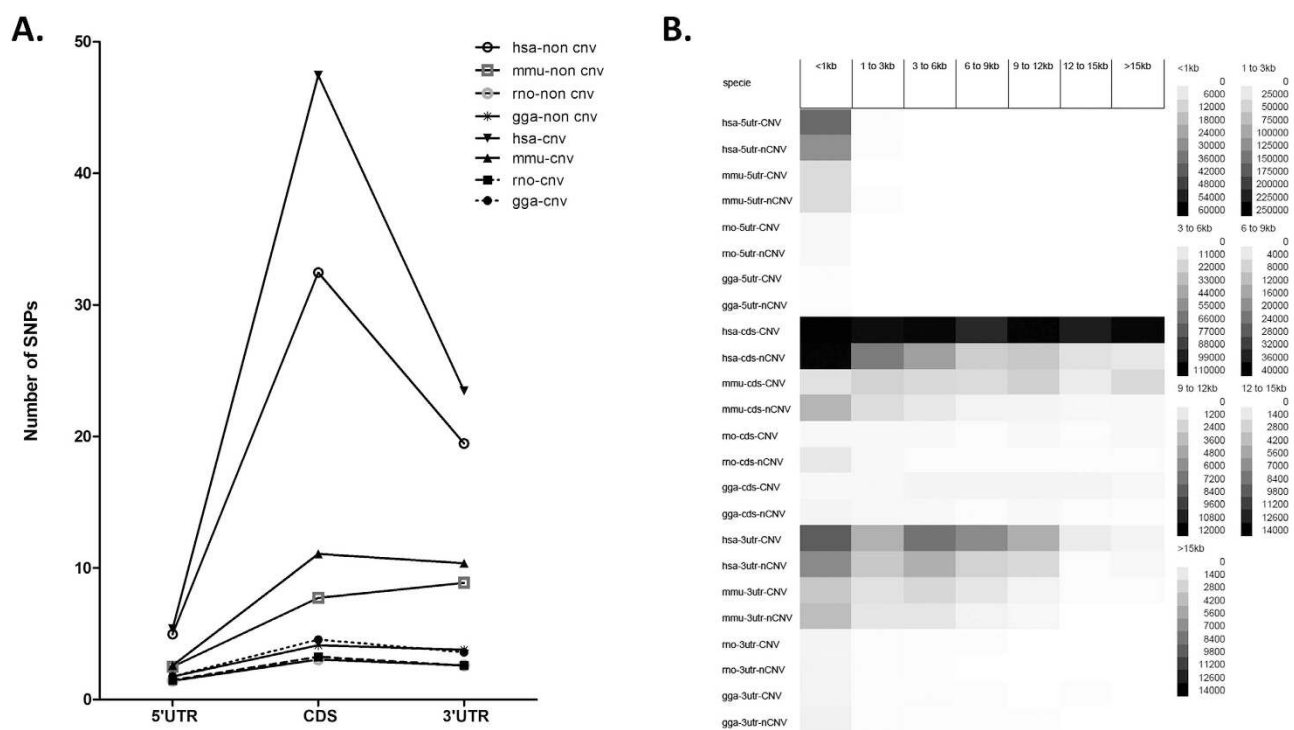 A.
50
40
30
20
10
0
Number of SNPs
5'UTR
CDS
3'UTR
hsa-non cnv
mmu-non cnv
rno-non cnv
gga-non cnv
hsa-cnv
mmu-cnv
rno-cnv
gga-cnv
B.
specie
<1kb
1 to 3kb
3 to 6kb
6 to 9kb
9 to 12kb
12 to 15kb
>15kb
hsa-5utr-CNV
hsa-5utr-nCNV
mmu-5utr-CNV
mmu-5utr-nCNV
rno-5utr-CNV
rno-5utr-nCNV
gga-5utr-CNV
gga-5utr-nCNV
hsa-cds-CNV
hsa-cds-nCNV
mmu-cds-CNV
mmu-cds-nCNV
rno-cds-CNV
rno-cds-nCNV
gga-cds-CNV
gga-cds-nCNV
hsa-3utr-CNV
hsa-3utr-nCNV
mmu-3utr-CNV
mmu-3utr-nCNV
rno-3utr-CNV
rno-3utr-nCNV
gga-3utr-CNV
gga-3utr-nCNV
<1kb
0
6000
12000
18000
24000
30000
36000
42000
48000
54000
60000
1 to 3kb
0
25000
50000
75000
100000
125000
150000
175000
200000
225000
250000
3 to 6kb
0
11000
22000
33000
44000
55000
66000
77000
88000
99000
110000
6 to 9kb
0
4000
8000
12000
16000
20000
24000
28000
32000
36000
40000
9 to 12kb
0
1200
2400
3600
4800
6000
7200
8400
9600
10800
12000
12 to 15kb
0
1400
2800
4200
5600
7000
8400
9800
11200
12600
14000
>15kb
0
1400
2800
4200
5600
7000
8400
9800
11200
12600
14000